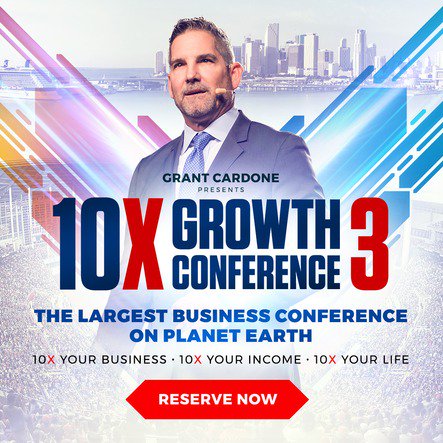 GRANT CARDONE
PRESENTS
10X GROWTH
CONFERENCE 3
THE LARGEST BUSINESS CONFERENCE
ON PLANET EARTH
10X YOUR BUSINESS · 10X YOUR INCOME · 10X YOUR LIFE
RESERVE NOW